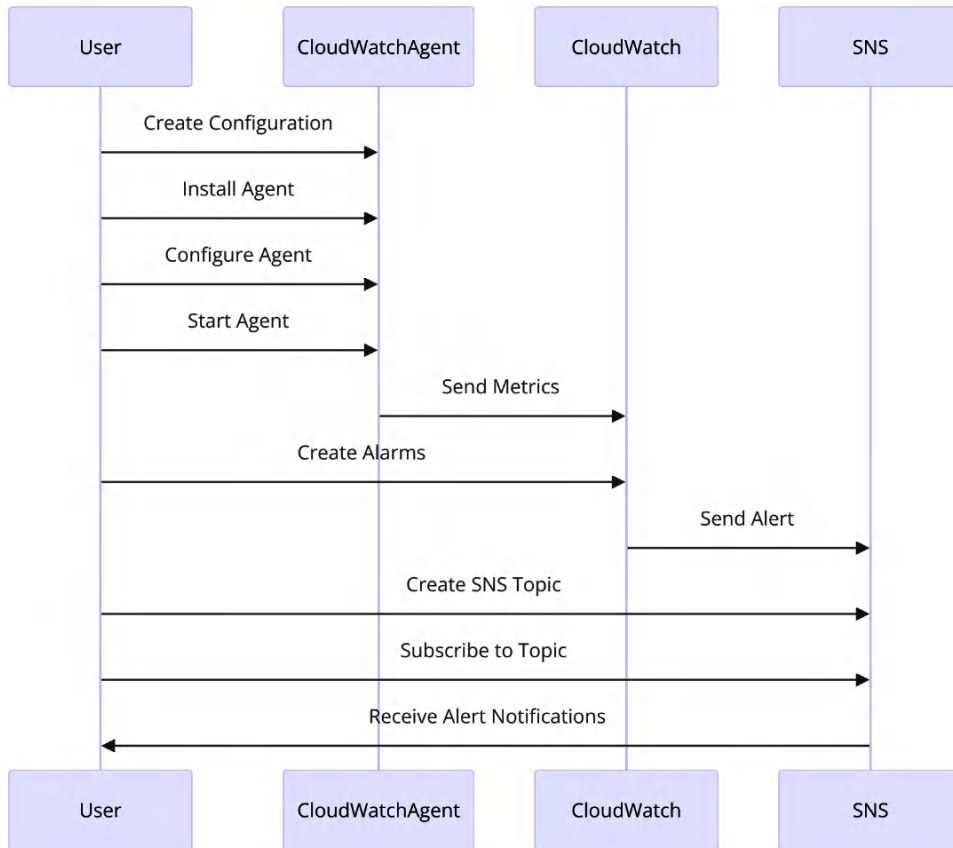 User
CloudWatchAgent
CloudWatch
SNS
Create Configuration
Install Agent
Configure Agent
Start Agent
Send Metrics
Create Alarms
Send Alert
Create SNS Topic
Subscribe to Topic
Receive Alert Notifications
User
CloudWatchAgent
CloudWatch
SNS